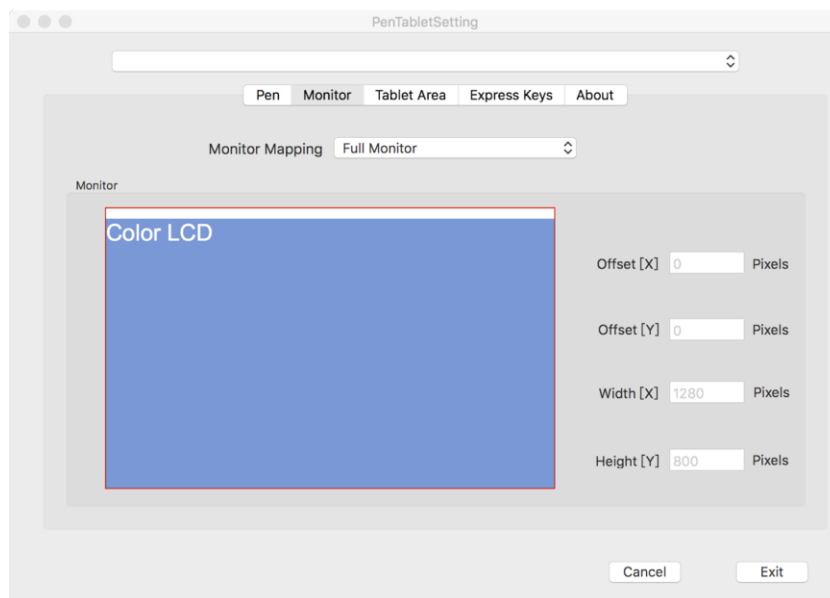 PenTabletSetting
Pen Monitor Tablet Area Express Keys About
Monitor Mapping Full Monitor
Monitor
Color LCD
Offset [X] 0 Pixels
Offset [Y] 0 Pixels
Width [X] 1280 Pixels
Height [Y] 800 Pixels
Cancel Exit